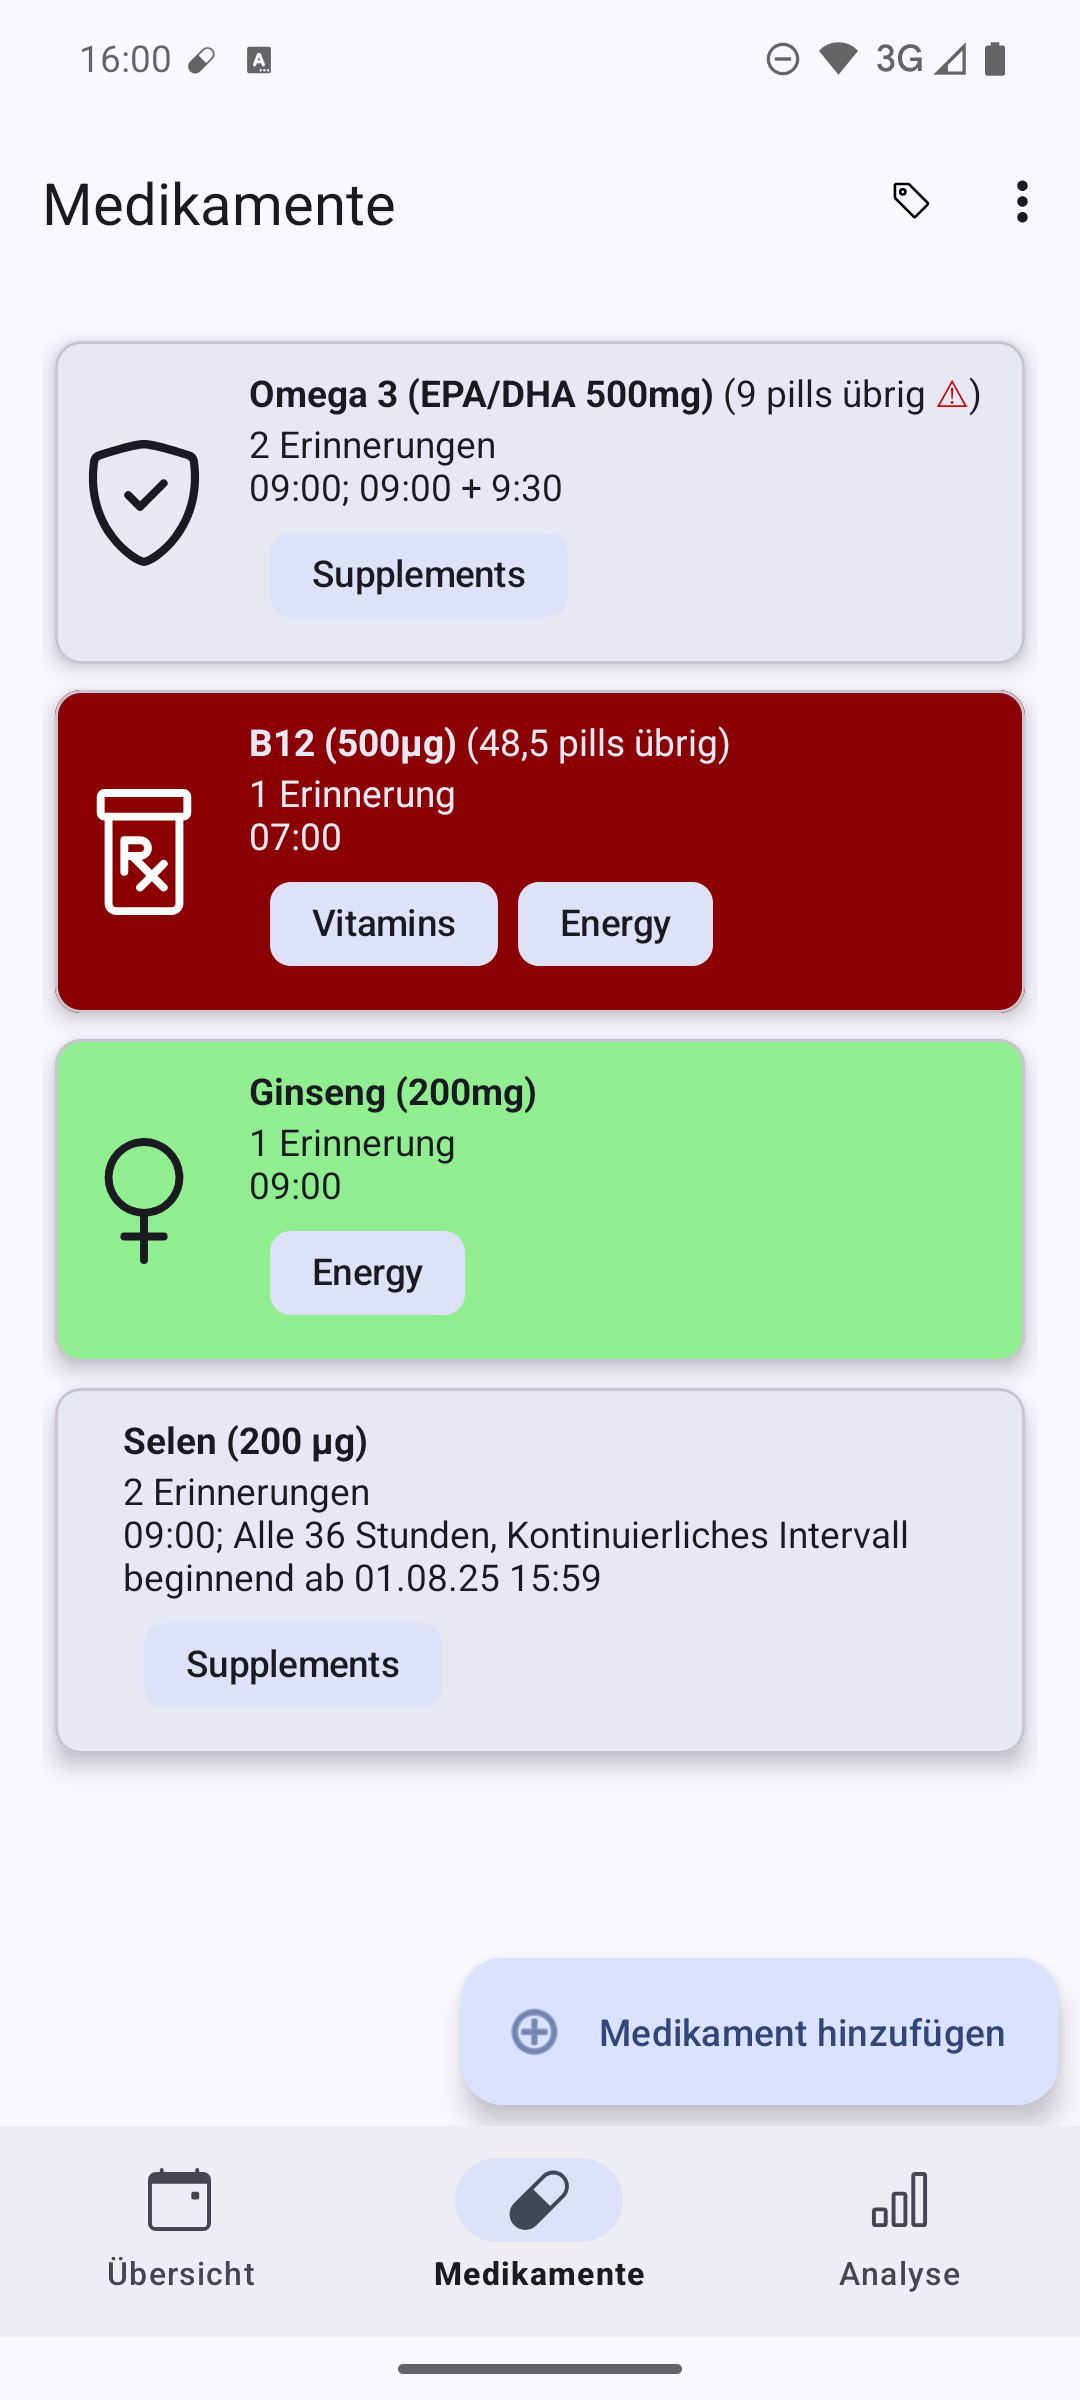 16:00
3G
Medikamente
Omega 3 (EPA/DHA 500mg) (9 pills übrig ⚠)
2 Erinnerungen
09:00; 09:00 + 9:30
Supplements
B12 (500µg) (48,5 pills übrig)
1 Erinnerung
07:00
Vitamins Energy
Ginseng (200mg)
1 Erinnerung
09:00
Energy
Selen (200 µg)
2 Erinnerungen
09:00; Alle 36 Stunden, Kontinuierliches Intervall
beginnend ab 01.08.25 15:59
Supplements
Medikament hinzufügen
Übersicht Medikamente Analyse